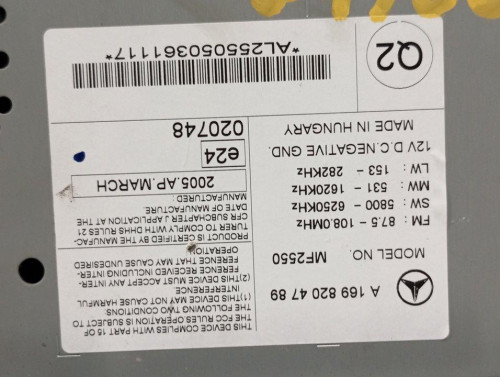 A 169 820 47 89
MODEL NO. MF2550
FM : 87.5 - 108.0MHz
SW : 5800 - 6250KHz
MW : 531 - 1620KHz
LW : 153 - 282KHz
12V D.C.NEGATIVE GND.
MADE IN HUNGARY
THIS DEVICE COMPLIES WITH PART 15 OF
THE FCC RULES OPERATION IS SUBJECT TO
THE FOLLOWING TWO CONDITIONS:
(1)THIS DEVICE MAY NOT CAUSE HARMFUL
INTERFERENCE
(2)THIS DEVICE MUST ACCEPT ANY INTER-
FERENCE RECEIVED INCLUDING INTER-
FERENCE THAT MAY CAUSE UNDESIRED
OPERATION
PRODUCT IS CERTIFIED BY THE MANUFAC-
TURER TO COMPLY WITH DHHS RULES 21
CFR SUBCHAPTER J APPLICATION AT THE
DATE OF MANUFACTURE.
MANUFACTURED:
2005.AP.MARCH
e24
020748
Q2
*AL255050361117*